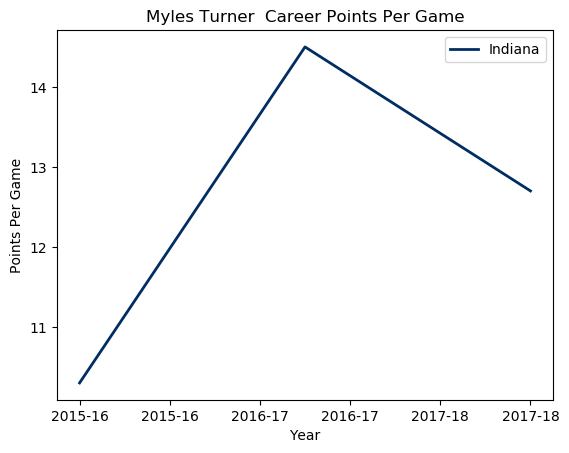 Myles Turner  Career Points Per Game
Indiana
Points Per Game
14
13
12
11
2015-16 2015-16 2016-17 2016-17 2017-18 2017-18
Year